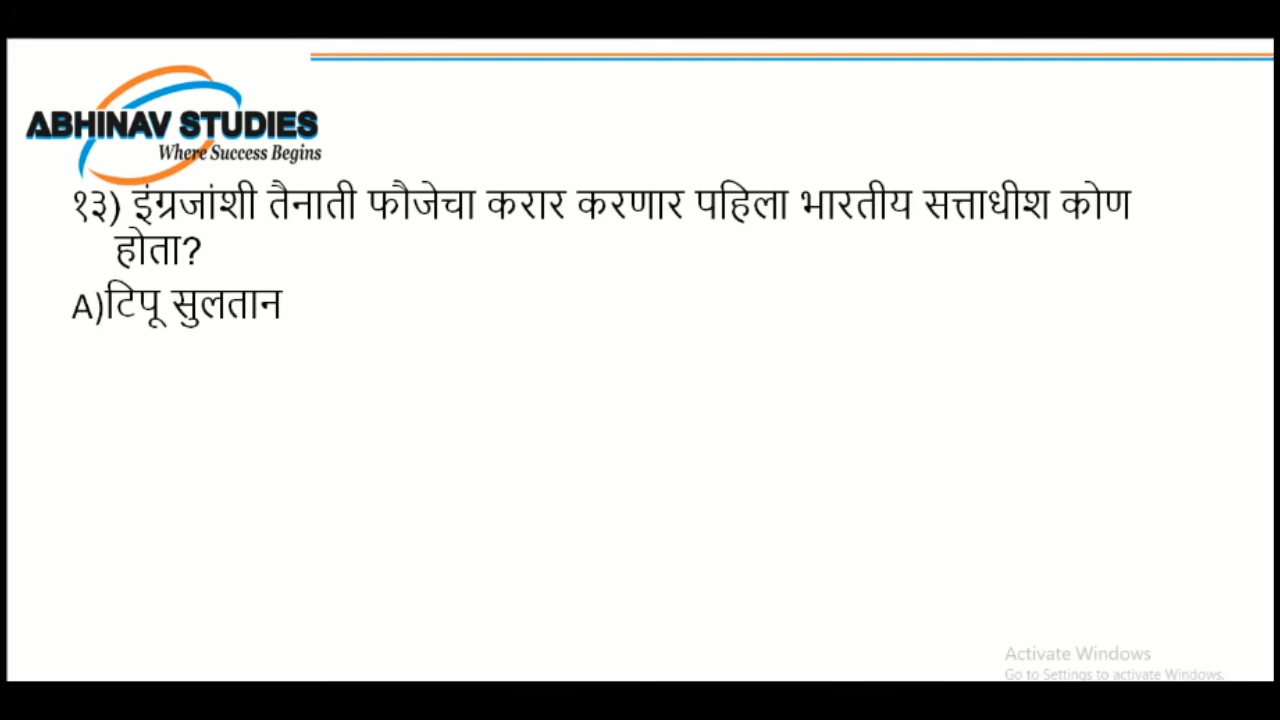 ABHINAV STUDIES
Where Success Begins
१३) इंग्रजांशी तैनाती फौजेचा करार करणार पहिला भारतीय सत्ताधीश कोण
होता?
A)टिपू सुलतान
Activate Windows
Go to Settings to activate Windows.